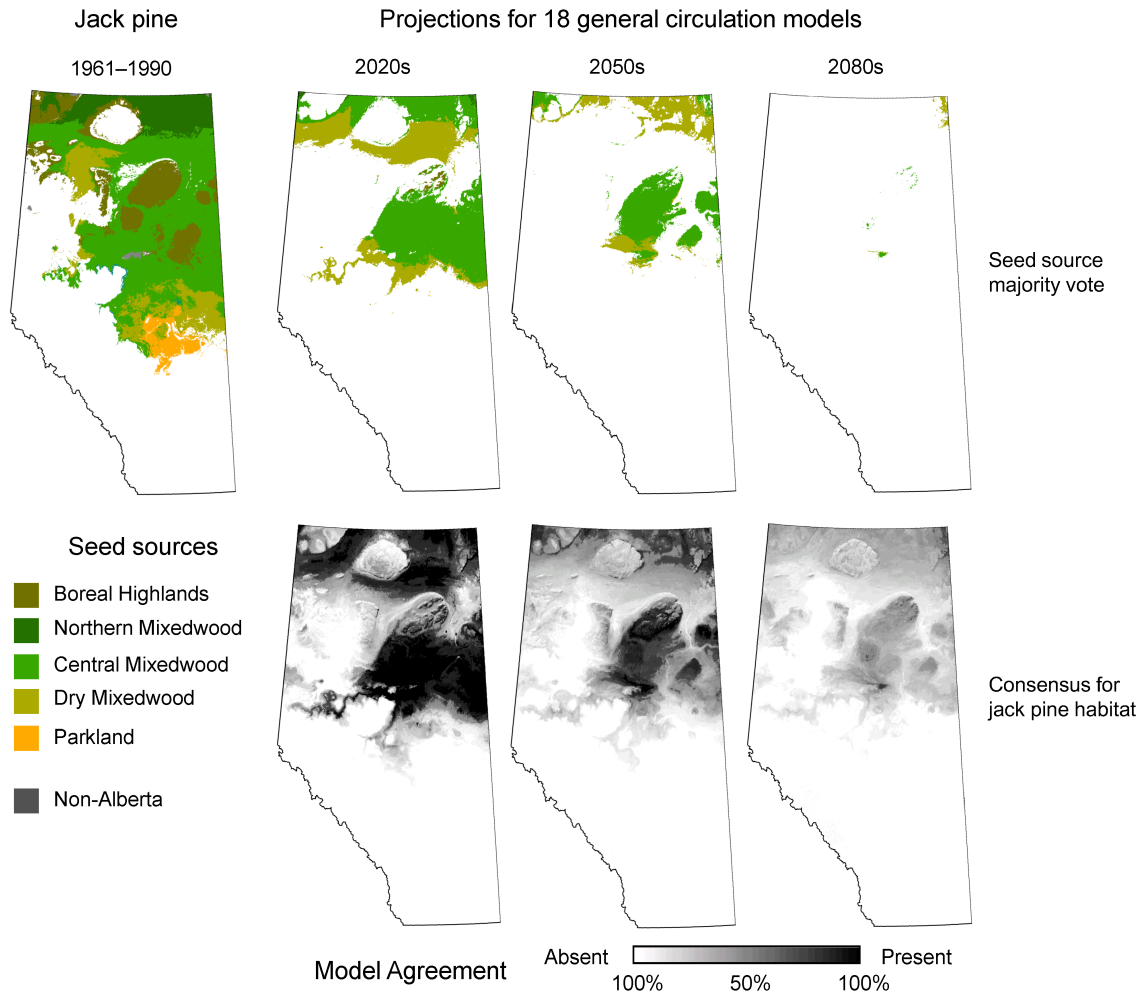 Jack pine
Projections for 18 general circulation models
1961–1990
2020s
2050s
2080s
Seed source
majority vote
Seed sources
Boreal Highlands
Northern Mixedwood
Central Mixedwood
Dry Mixedwood
Parkland
Non-Alberta
Consensus for
jack pine habitat
Model Agreement
Absent
Present
100%
50%
100%